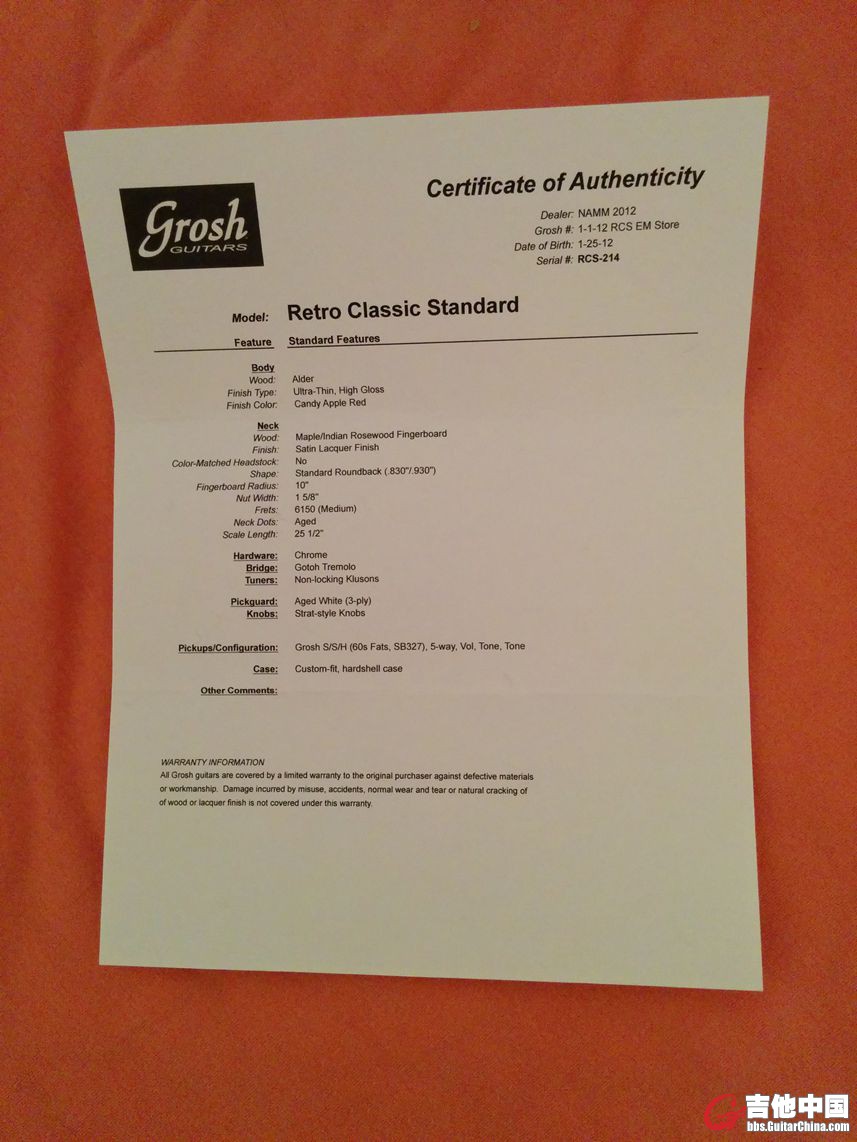 Grosh
GUITARS
Certificate of Authenticity
Dealer: NAMM 2012
Grosh #: 1-1-12 RCS EM Store
Date of Birth: 1-25-12
Serial #: RCS-214
Model: Retro Classic Standard
Feature Standard Features
Body
Wood: Alder
Finish Type: Ultra-Thin, High Gloss
Finish Color: Candy Apple Red
Neck
Wood: Maple/Indian Rosewood Fingerboard
Finish: Satin Lacquer Finish
Color-Matched Headstock: No
Shape: Standard Roundback (.830"/.930")
Fingerboard Radius: 10"
Nut Width: 1 5/8"
Frets: 6150 (Medium)
Neck Dots: Aged
Scale Length: 25 1/2"
Hardware: Chrome
Bridge: Gotoh Tremolo
Tuners: Non-locking Klusons
Pickguard: Aged White (3-ply)
Knobs: Strat-style Knobs
Pickups/Configuration: Grosh S/S/H (60s Fats, SB327), 5-way, Vol, Tone, Tone
Case: Custom-fit, hardshell case
Other Comments:
WARRANTY INFORMATION
All Grosh guitars are covered by a limited warranty to the original purchaser against defective materials
or workmanship. Damage incurred by misuse, accidents, normal wear and tear or natural cracking of
of wood or lacquer finish is not covered under this warranty.
吉他中国
bbs.GuitarChina.com